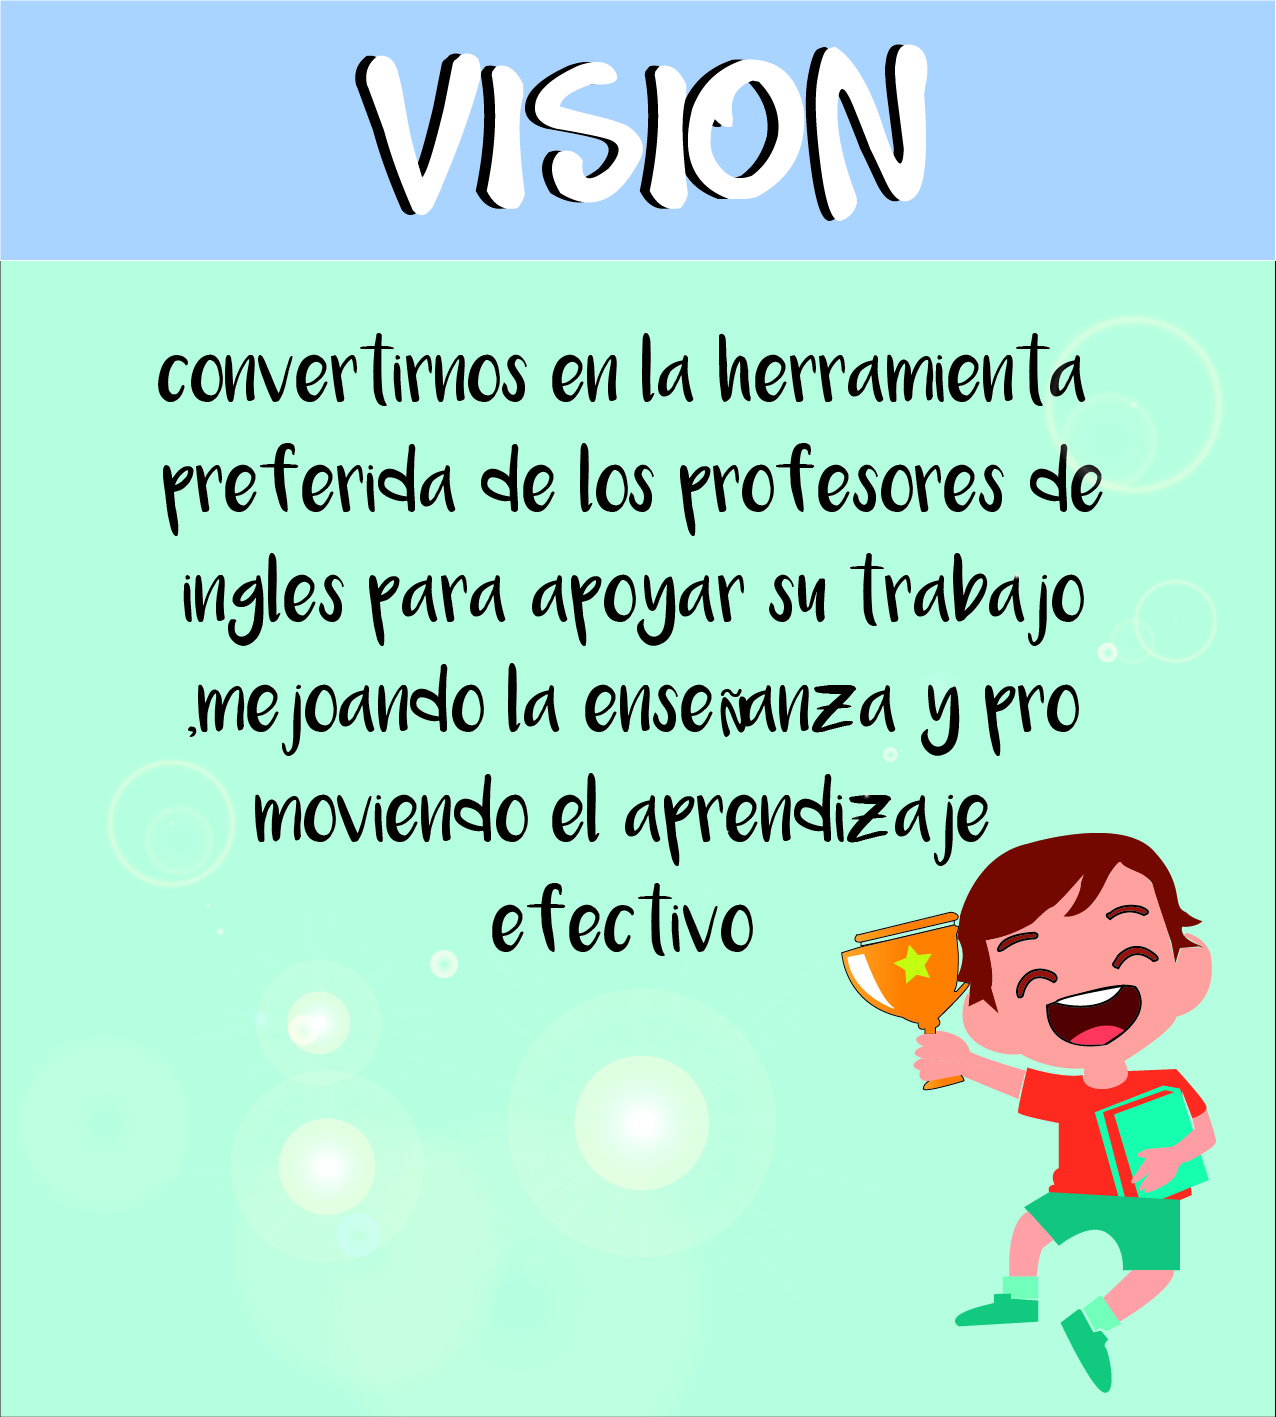 VISION
convertirnos en la herramienta
preferida de los profesores de
ingles para apoyar su trabajo
,mejoando la enseñanza y pro
moviendo el aprendizaje
efectivo